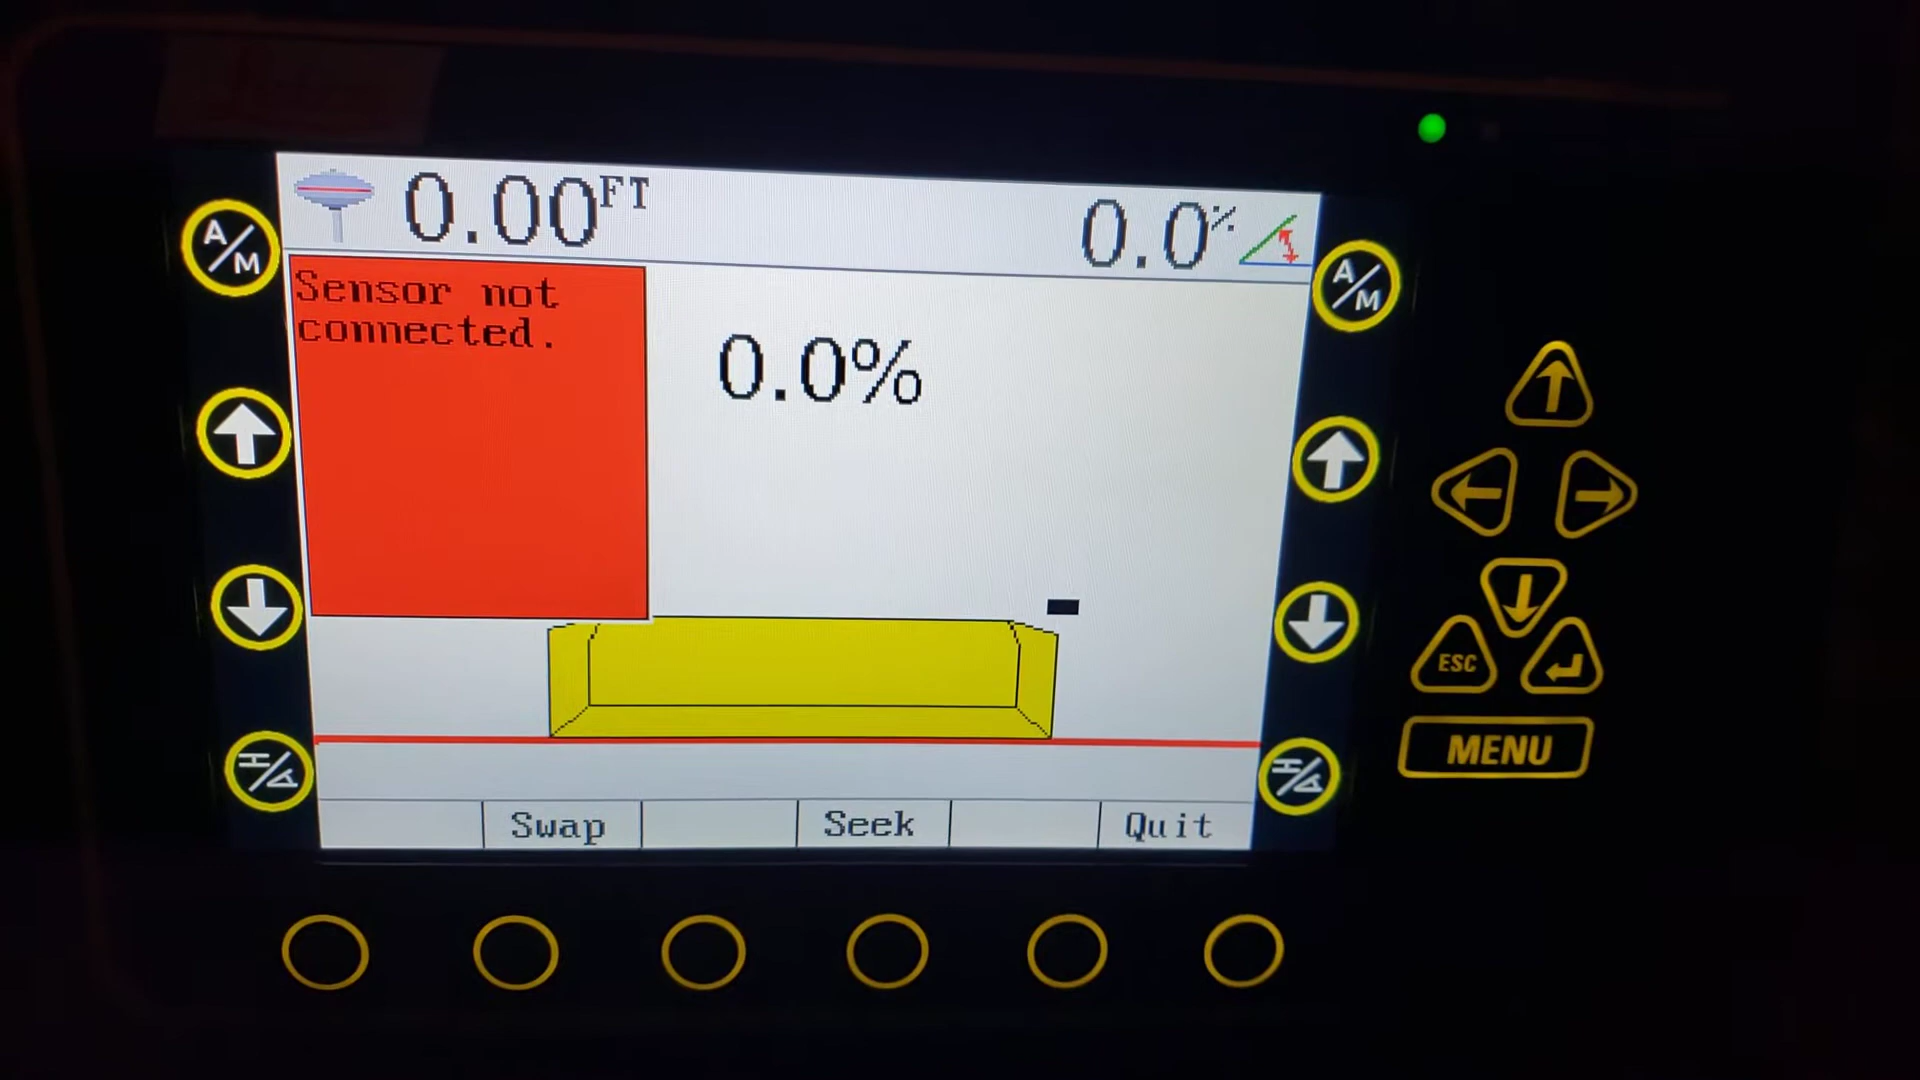 0.00FT
0.0%
A/M
A/M
Sensor not
connected.
0.0%
Swap
Seek
Quit
ESC
MENU